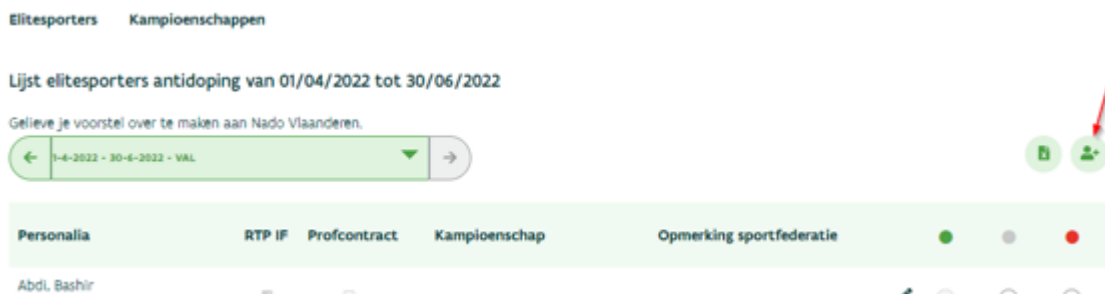 Elitesporters Kampioenschappen
Lijst elitesporters antidoping van 01/04/2022 tot 30/06/2022
Gelieve je voorstel over te maken aan Nado Vlaanderen.
1-4-2022 - 30-6-2022 - VAL
Personalia RTP IF Profcontract Kampioenschap Opmerking sportfederatie
Abdi, Bashir